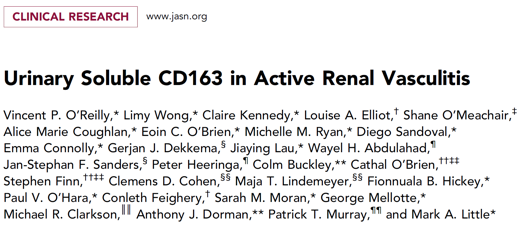 CLINICAL RESEARCH www.jasn.org
Urinary Soluble CD163 in Active Renal Vasculitis
Vincent P. O'Reilly,* Limy Wong,* Claire Kennedy,* Louise A. Elliot,† Shane O'Meachair,‡
Alice Marie Coughlan,* Eoin C. O'Brien,* Michelle M. Ryan,* Diego Sandoval,*
Emma Connolly,* Gerjan J. Dekkema,§ Jiaying Lau,* Wayel H. Abdulahad,¶
Jan-Stephan F. Sanders,§ Peter Heeringa,¶ Colm Buckley,** Cathal O'Brien,††‡‡
Stephen Finn,††‡‡ Clemens D. Cohen,§§ Maja T. Lindemeyer,§§ Fionnuala B. Hickey,*
Paul V. O'Hara,* Conleth Feighery,† Sarah M. Moran,* George Mellotte,*
Michael R. Clarkson,‖‖ Anthony J. Dorman,** Patrick T. Murray,¶¶ and Mark A. Little*